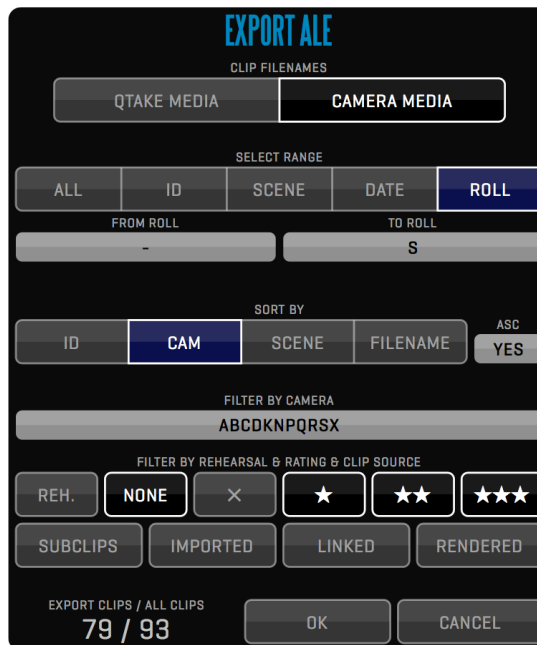 EXPORT ALE
CLIP FILENAMES
QTAKE MEDIA CAMERA MEDIA
SELECT RANGE
ALL ID SCENE DATE ROLL
FROM ROLL TO ROLL
- S
SORT BY
ASC
ID CAM SCENE FILENAME YES
FILTER BY CAMERA
ABCDKNPQRSX
FILTER BY REHEARSAL & RATING & CLIP SOURCE
REH. NONE × ★ ★★ ★★★
SUBCLIPS IMPORTED LINKED RENDERED
EXPORT CLIPS / ALL CLIPS
79 / 93 OK CANCEL